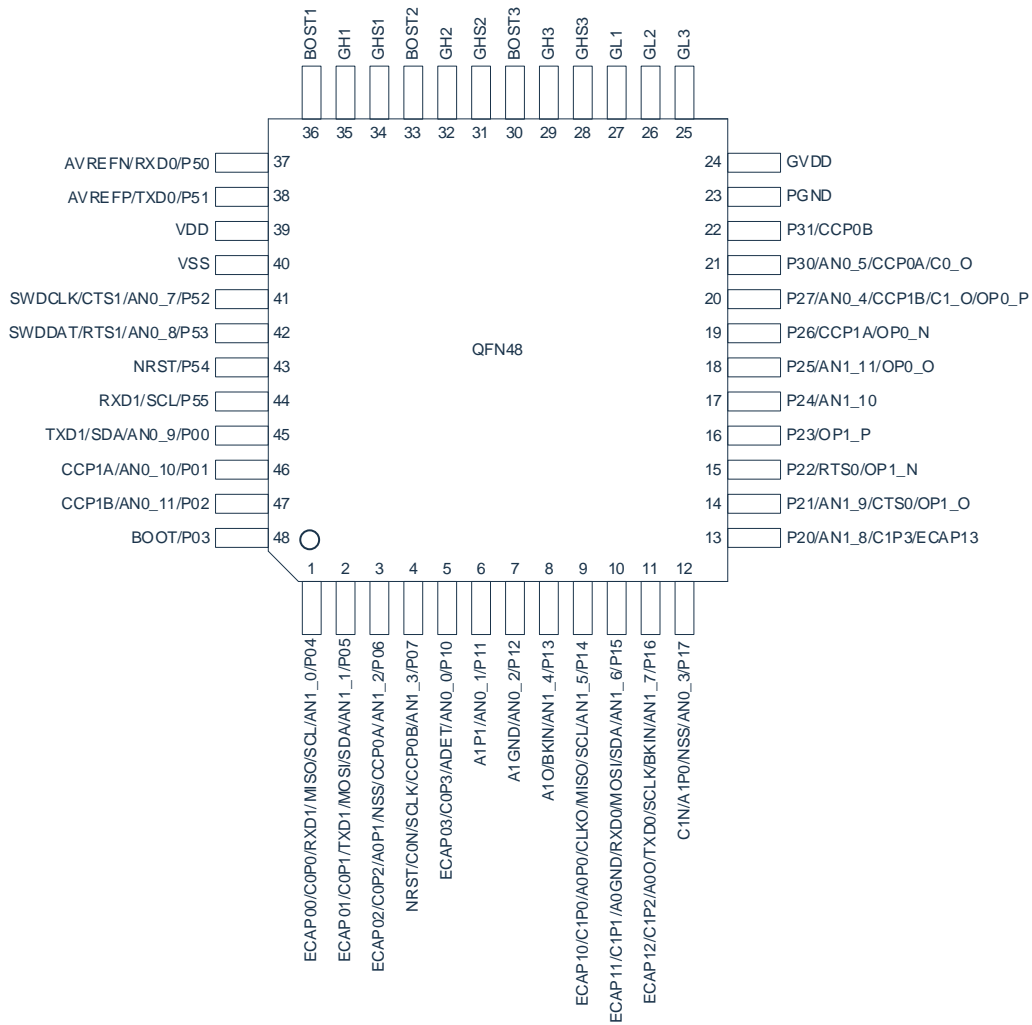 BOST1
GH1
GHS1
BOST2
GH2
GHS2
BOST3
GH3
GHS3
GL1
GL2
GL3
36 35 34 33 32 31 30 29 28 27 26 25
AVREFN/RXD0/P50 37
AVREFP/TXD0/P51 38
VDD 39
VSS 40
SWDCLK/CTS1/AN0_7/P52 41
SWDDAT/RTS1/AN0_8/P53 42
NRST/P54 43
RXD1/SCL/P55 44
TXD1/SDA/AN0_9/P00 45
CCP1A/AN0_10/P01 46
CCP1B/AN0_11/P02 47
BOOT/P03 48
QFN48
24 GVDD
23 PGND
22 P31/CCP0B
21 P30/AN0_5/CCP0A/C0_O
20 P27/AN0_4/CCP1B/C1_O/OP0_P
19 P26/CCP1A/OP0_N
18 P25/AN1_11/OP0_O
17 P24/AN1_10
16 P23/OP1_P
15 P22/RTS0/OP1_N
14 P21/AN1_9/CTS0/OP1_O
13 P20/AN1_8/C1P3/ECAP13
1 2 3 4 5 6 7 8 9 10 11 12
ECAP00/C0P0/RXD1/MISO/SCL/AN1_0/P04
ECAP01/C0P1/TXD1/MOSI/SDA/AN1_1/P05
ECAP02/C0P2/A0P1/NSS/CCP0A/AN1_2/P06
NRST/C0N/SCLK/CCP0B/AN1_3/P07
ECAP03/C0P3/ADET/AN0_0/P10
A1P1/AN0_1/P11
A1GND/AN0_2/P12
A1O/BKIN/AN1_4/P13
ECAP10/C1P0/A0P0/CLKO/MISO/SCL/AN1_5/P14
ECAP11/C1P1/A0GND/RXD0/MOSI/SDA/AN1_6/P15
ECAP12/C1P2/A0O/TXD0/SCLK/BKIN/AN1_7/P16
C1N/A1P0/NSS/AN0_3/P17